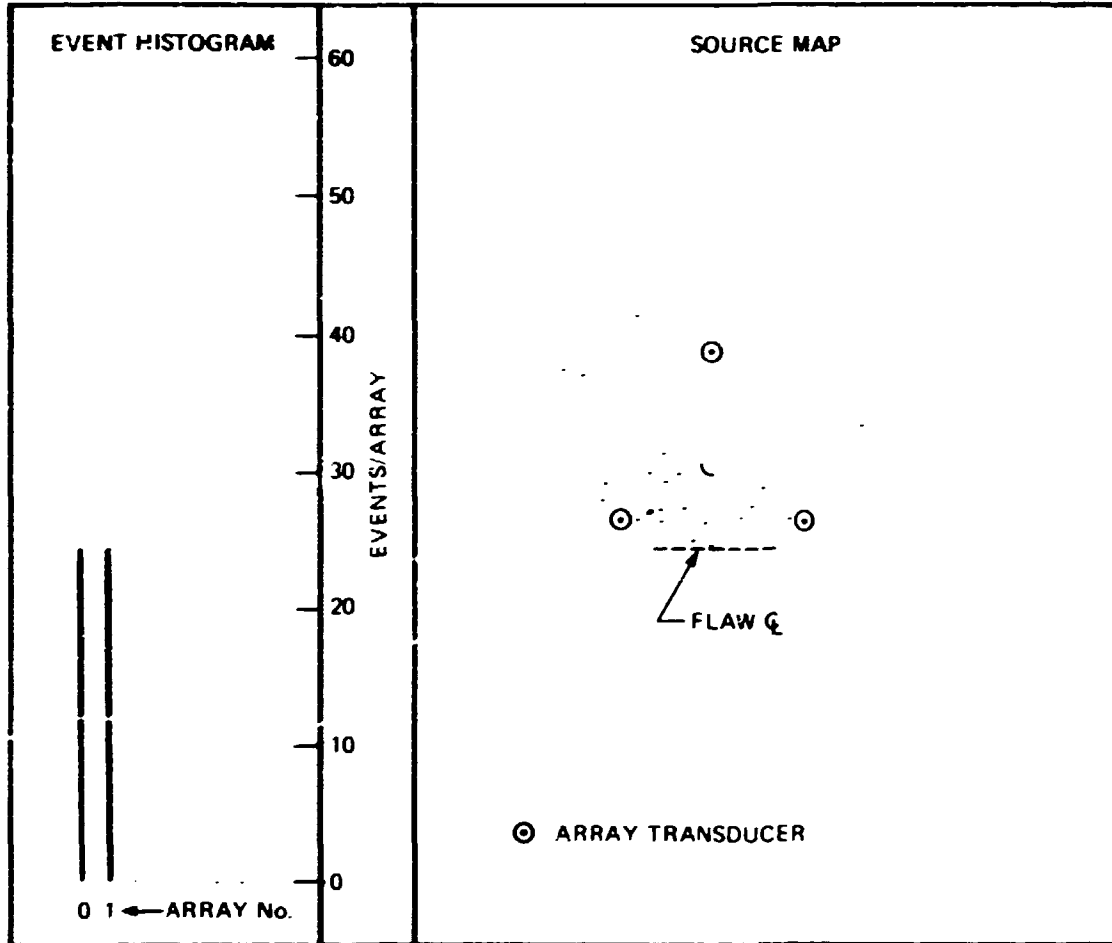 EVENT HISTOGRAM
60
50
40
30
20
10
0
EVENTS/ARRAY
0 1 ← ARRAY No.
SOURCE MAP
FLAW ℄
ARRAY TRANSDUCER